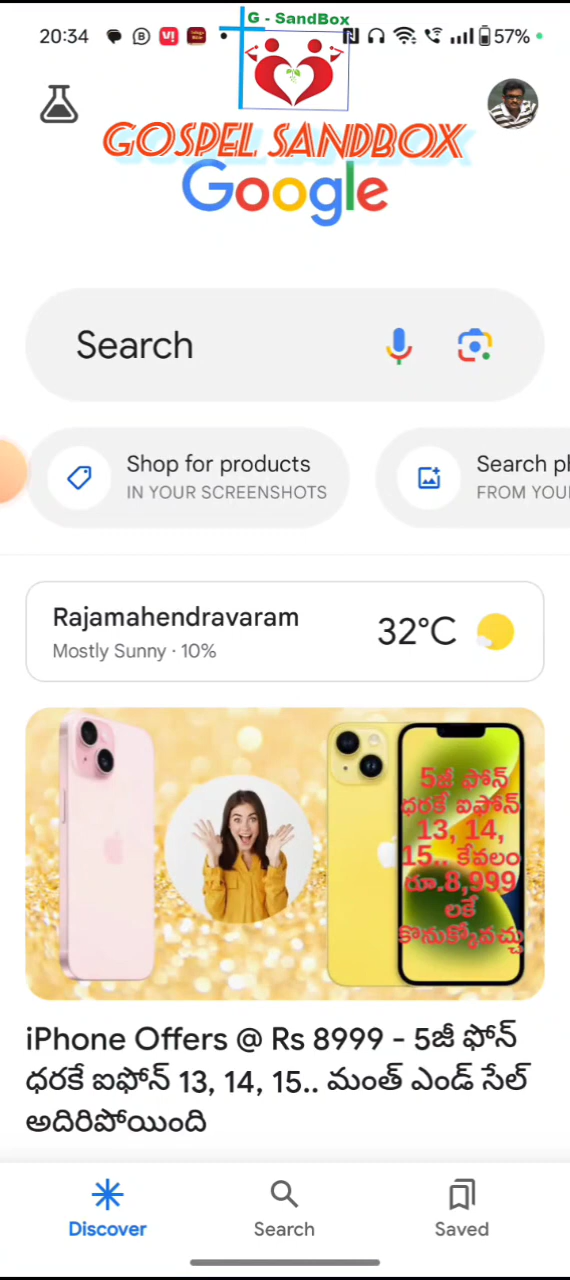 G - SandBox
20:34
57%
GOSPEL SANDBOX
Google
Search
Shop for products
IN YOUR SCREENSHOTS
Search
FROM
Rajamahendravaram
32°C
Mostly Sunny · 10%
5జీ ఫోన్
ధరకే ఐఫోన్
13, 14,
15.. కేవలం
రూ.8,999
లకే
కొనుక్కోవచ్చు
iPhone Offers @ Rs 8999 - 5జీ ఫోన్
ధరకే ఐఫోన్ 13, 14, 15.. మంత్ ఎండ్ సేల్
అదిరిపోయింది
Discover
Search
Saved